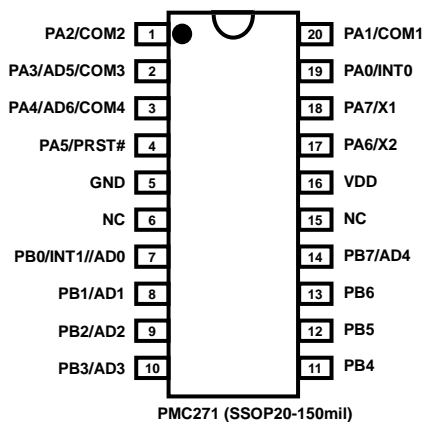 PA2/COM2 1 20 PA1/COM1
PA3/AD5/COM3 2 19 PA0/INT0
PA4/AD6/COM4 3 18 PA7/X1
PA5/PRST# 4 17 PA6/X2
GND 5 16 VDD
NC 6 15 NC
PB0/INT1//AD0 7 14 PB7/AD4
PB1/AD1 8 13 PB6
PB2/AD2 9 12 PB5
PB3/AD3 10 11 PB4
PMC271 (SSOP20-150mil)